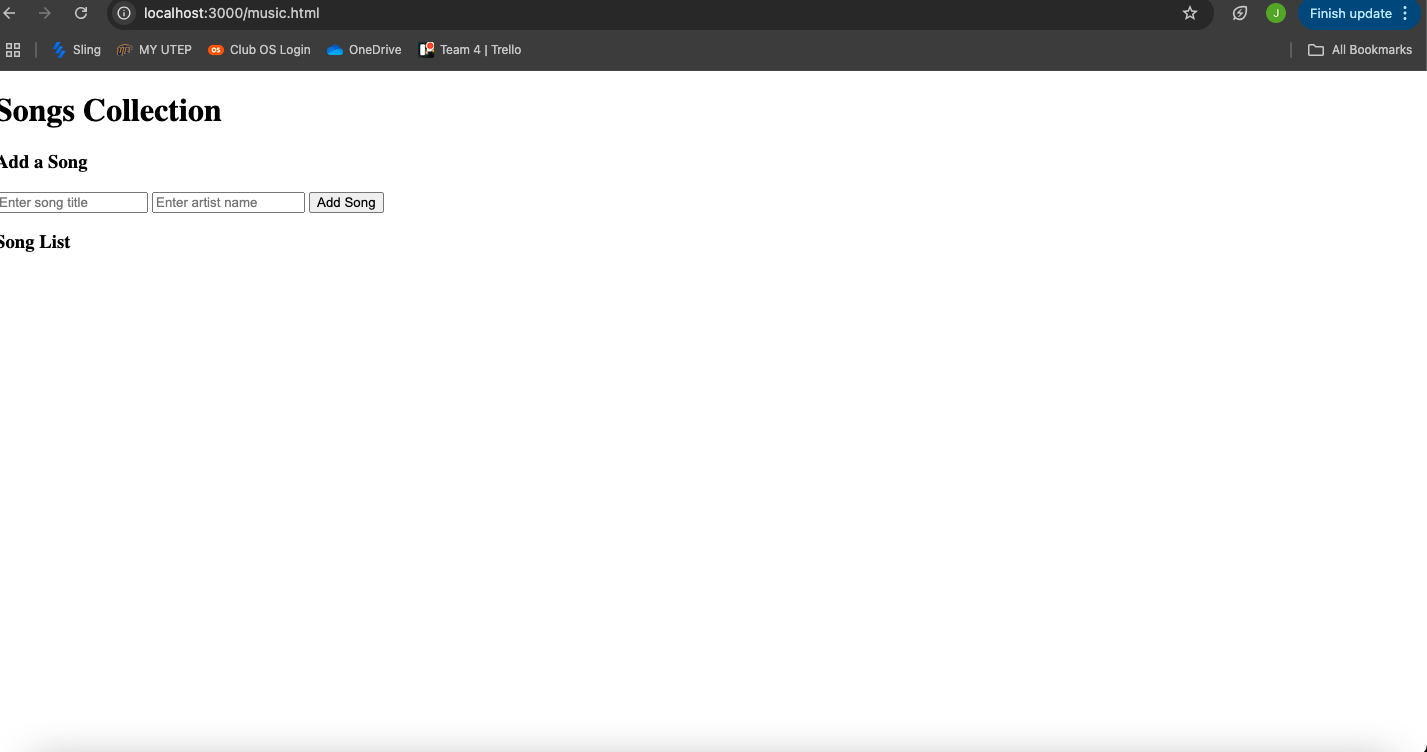 localhost:3000/music.html J Finish update
Sling MY UTEP OS Club OS Login OneDrive Team 4 | Trello All Bookmarks
Songs Collection
Add a Song
Enter song title Enter artist name Add Song
Song List